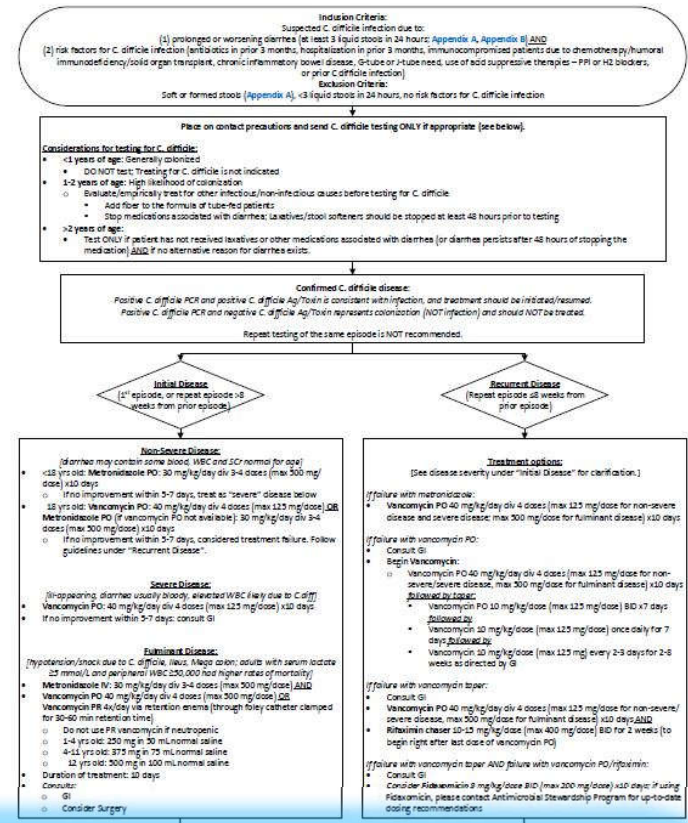 Inclusion Criteria:
Suspected C. difficile infection due to:
(1) prolonged or worsening diarrhea (at least 3 liquid stools in 24 hours; Appendix A, Appendix B) AND
(2) risk factors for C. difficile infection (antibiotics in prior 3 months, hospitalization in prior 3 months, immunocompromised patients due to chemotherapy/humoral
immunodeficiency/solid organ transplant, chronic inflammatory bowel disease, G-tube or J-tube need, use of acid suppressive therapies – PPI or H2 blockers,
or prior C difficile infection)
Exclusion Criteria:
Soft or formed stools (Appendix A), <3 liquid stools in 24 hours, no risk factors for C. difficile infection
Place on contact precautions and send C. difficile testing ONLY if appropriate (see below).
Considerations for testing for C. difficile:
• <1 years of age: Generally colonized
• DO NOT test; Treating for C. difficile is not indicated
• 1-2 years of age: High likelihood of colonization
o Evaluate/empirically treat for other infectious/non-infectious causes before testing for C. difficile
• Add fiber to the formula of tube-fed patients
• Stop medications associated with diarrhea; Laxatives/stool softeners should be stopped at least 48 hours prior to testing
• >2 years of age:
• Test ONLY if patient has not received laxatives or other medications associated with diarrhea (or diarrhea persists after 48 hours of stopping the
medication) AND if no alternative reason for diarrhea exists.
Confirmed C. difficile disease:
Positive C. difficile PCR and positive C. difficile Ag/Toxin is consistent with infection, and treatment should be initiated/resumed.
Positive C. difficile PCR and negative C. difficile Ag/Toxin represents colonization (NOT infection) and should NOT be treated.
Repeat testing of the same episode is NOT recommended.
Initial Disease
(1st episode, or repeat episode >8
weeks from prior episode)
Recurrent Disease
(Repeat episode ≤8 weeks from
prior episode)
Non-Severe Disease:
[diarrhea may contain some blood, WBC and SCr normal for age]
• <18 yrs old: Metronidazole PO: 30 mg/kg/day div 3-4 doses (max 500 mg/
dose) x10 days
o If no improvement within 5-7 days, treat as "severe" disease below
• 18 yrs old: Vancomycin PO: 40 mg/kg/day div 4 doses (max 125 mg/dose) OR
Metronidazole PO (if vancomycin PO not available): 30 mg/kg/day div 3-4
doses (max 500 mg/dose) x10 days
o If no improvement within 5-7 days, considered treatment failure. Follow
guidelines under "Recurrent Disease".
Severe Disease:
[ill-appearing, diarrhea usually bloody, elevated WBC likely due to C.diff]
• Vancomycin PO: 40 mg/kg/day div 4 doses (max 125 mg/dose) x10 days
• If no improvement within 5-7 days: consult GI
Fulminant Disease:
[hypotension/shock due to C. difficile, ileus, Mega colon; adults with serum lactate
≥5 mmol/L and peripheral WBC ≥50,000 had higher rates of mortality]
• Metronidazole IV: 30 mg/kg/day div 3-4 doses (max 500 mg/dose) AND
• Vancomycin PO 40 mg/kg/day div 4 doses (max 500 mg/dose) OR
Vancomycin PR 4x/day via retention enema (through foley catheter clamped
for 30-60 min retention time)
o Do not use PR vancomycin if neutropenic
o 1-4 yrs old: 250 mg in 50 mL normal saline
o 4-11 yrs old: 375 mg in 75 mL normal saline
o 12 yrs old: 500 mg in 100 mL normal saline
• Duration of treatment: 10 days
• Consults:
o GI
o Consider Surgery
Treatment options:
[See disease severity under "Initial Disease" for clarification.]
If failure with metronidazole:
• Vancomycin PO 40 mg/kg/day div 4 doses (max 125 mg/dose for non-severe
disease and severe disease; max 500 mg/dose for fulminant disease) x10 days
If failure with vancomycin PO:
• Consult GI
• Begin Vancomycin:
o Vancomycin PO 40 mg/kg/day div 4 doses (max 125 mg/dose for non-
severe/severe disease, max 500 mg/dose for fulminant disease) x10 days
followed by taper:
• Vancomycin PO 10 mg/kg/dose (max 125 mg/dose) BID x7 days
followed by
• Vancomycin 10 mg/kg/dose (max 125 mg/dose) once daily for 7
days followed by
• Vancomycin 10 mg/kg/dose (max 125 mg) every 2-3 days for 2-8
weeks as directed by GI
If failure with vancomycin taper:
• Consult GI
• Vancomycin PO 40 mg/kg/day div 4 doses (max 125 mg/dose for non-severe/
severe disease, max 500 mg/dose for fulminant disease) x10 days AND
• Rifaximin chaser 10-15 mg/kg/dose (max 400 mg/dose) BID for 2 weeks (to
begin right after last dose of vancomycin PO)
If failure with vancomycin taper AND failure with vancomycin PO/rifaximin:
• Consult GI
• Consider Fidaxomicin 9 mg/kg/dose BID (max 200 mg/dose) x10 days; if using
Fidaxomicin, please contact Antimicrobial Stewardship Program for up-to-date
dosing recommendations